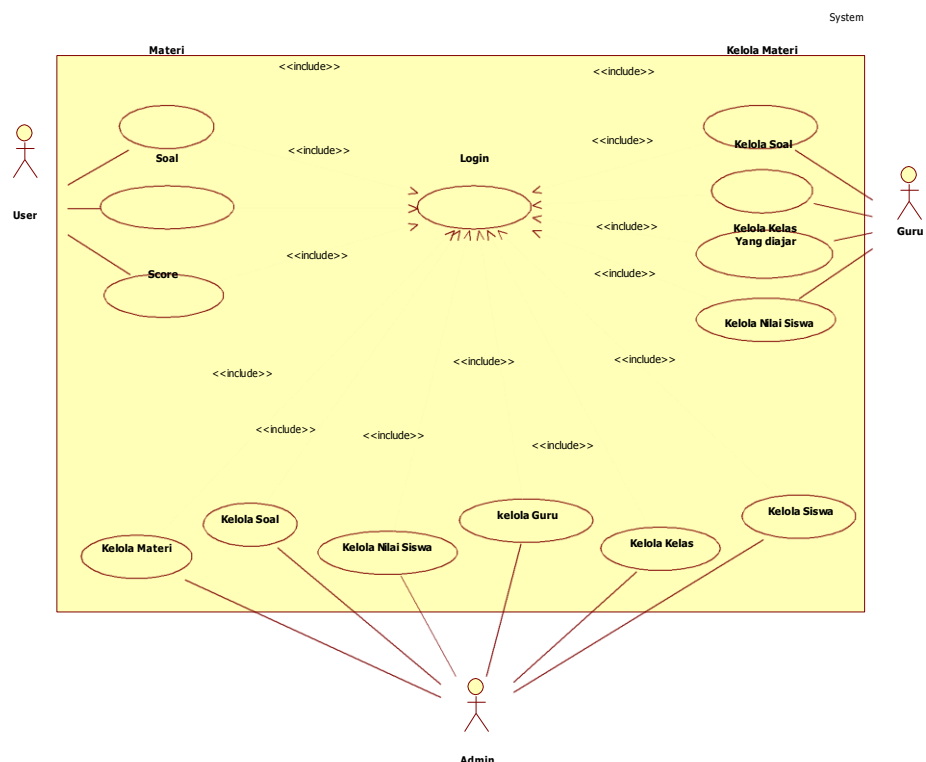 System
Materi
Kelola Materi
<<include>>
<<include>>
<<include>>
<<include>>
Kelola Soal
Soal
Login
User
<<include>>
Kelola Kelas
Yang diajar
Guru
<<include>>
Score
<<include>>
Kelola Nilai Siswa
<<include>>
<<include>>
<<include>>
<<include>>
<<include>>
<<include>>
Kelola Siswa
kelola Guru
Kelola Soal
Kelola Kelas
Kelola Materi
Kelola Nilai Siswa
Admin